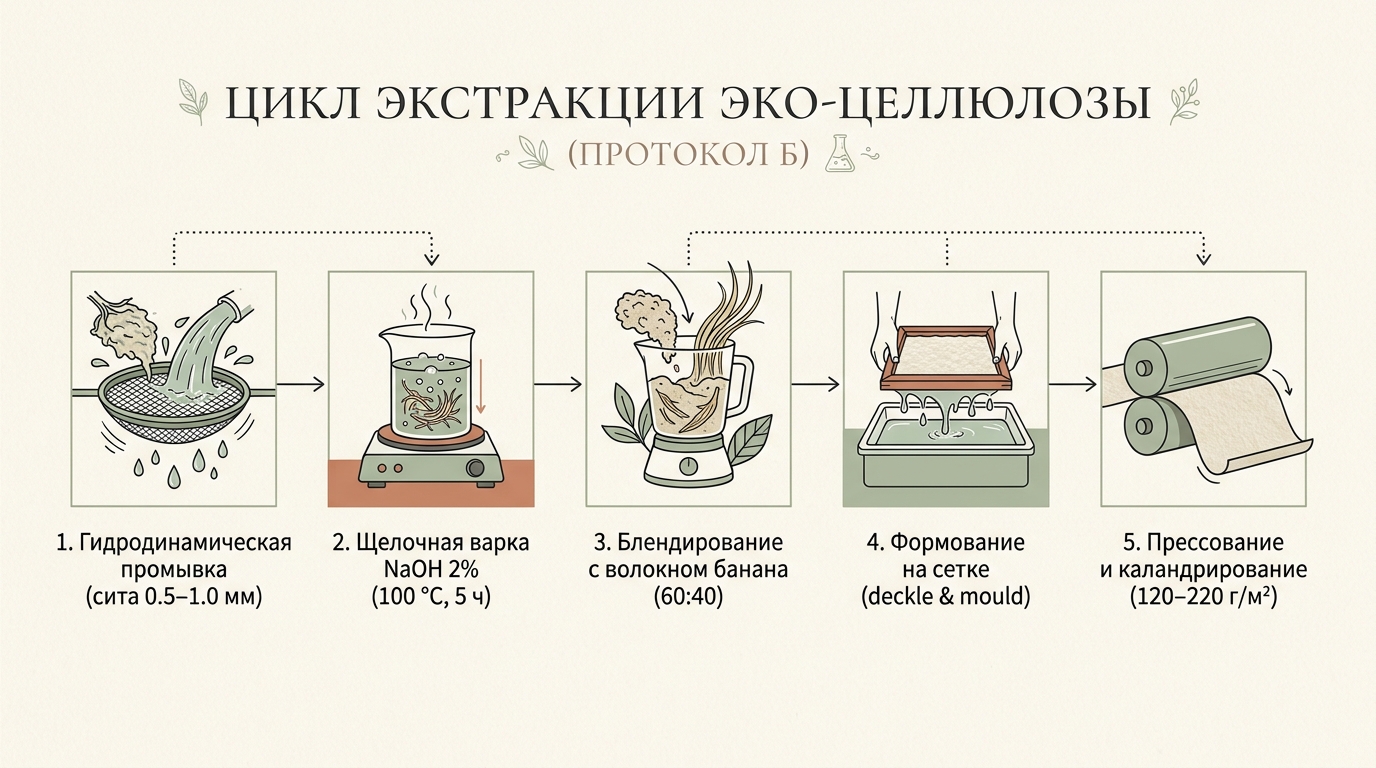 ЦИКЛ ЭКСТРАКЦИИ ЭКО-ЦЕЛЛЮЛОЗЫ
(ПРОТОКОЛ Б)
1. Гидродинамическая
промывка
(сита 0.5–1.0 мм)
2. Щелочная варка
NaOH 2%
(100 °C, 5 ч)
3. Блендирование
с волокном банана
(60:40)
4. Формование
на сетке
(deckle & mould)
5. Прессование
и каландрирование
(120–220 г/м²)